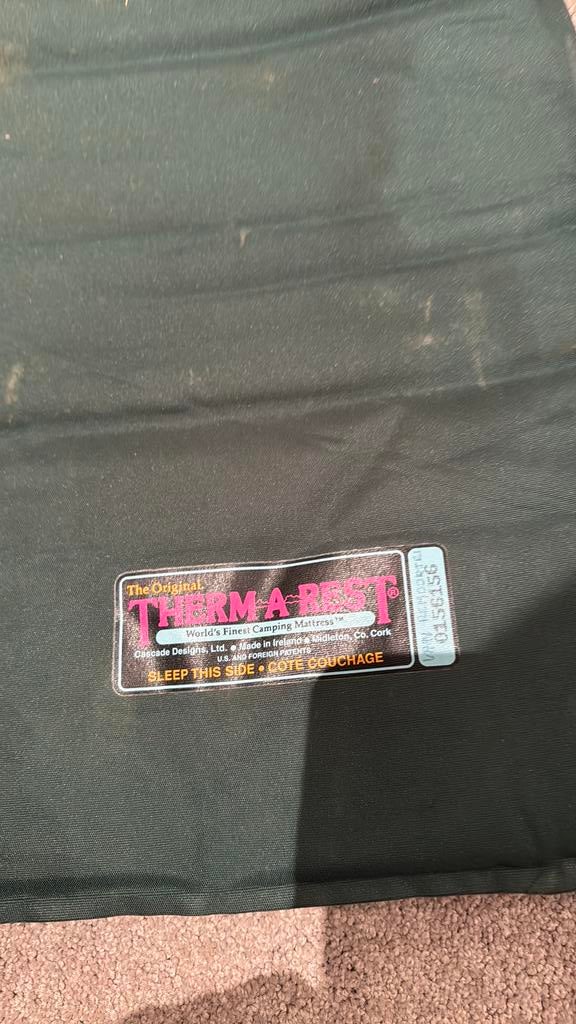 The Original
THERM-A-REST®
World's Finest Camping Mattress™
Cascade Designs, Ltd. • Made in Ireland • Midleton, Co. Cork
U.S. AND FOREIGN PATENTS
SLEEP THIS SIDE • COTE COUCHAGE
0156156